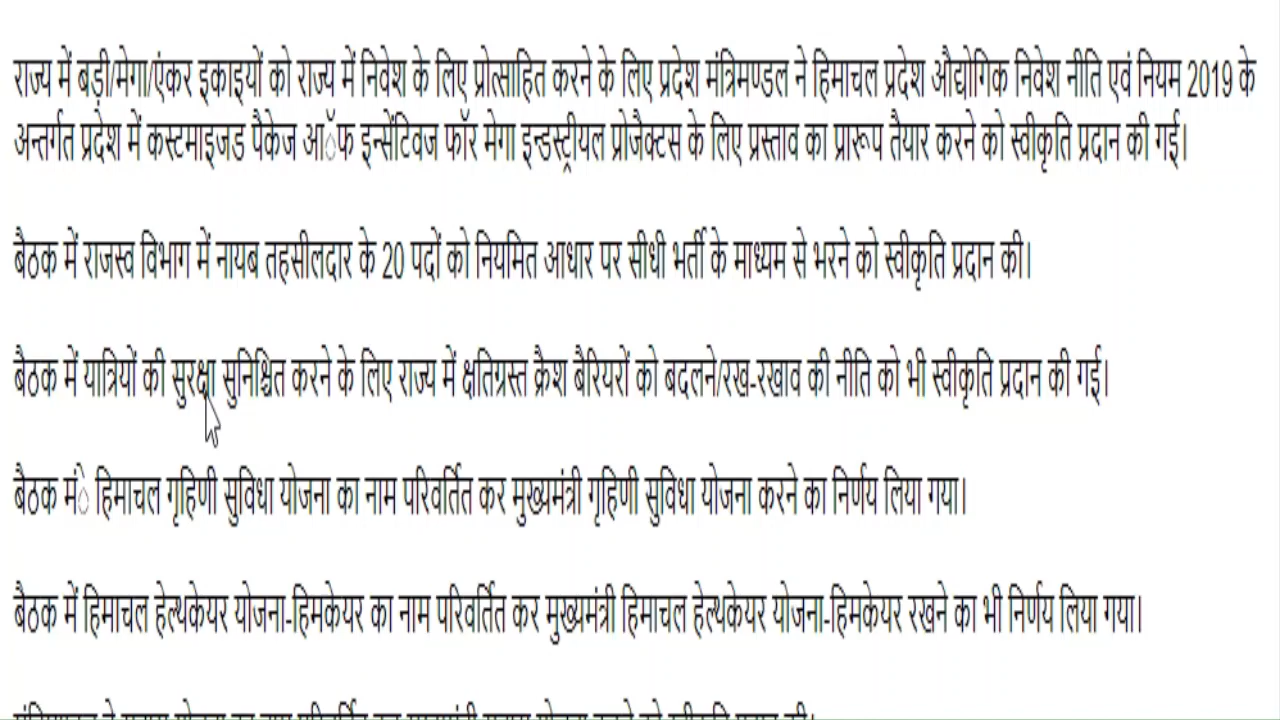 राज्य में बड़ी/मेगा/एंकर इकाइयों को राज्य में निवेश के लिए प्रोत्साहित करने के लिए प्रदेश मंत्रिमण्डल ने हिमाचल प्रदेश औद्योगिक निवेश नीति एवं नियम 2019 के
अन्तर्गत प्रदेश में कस्टमाइजड पैकेज आॅफ इन्सेंटिवज फॉर मेगा इन्डस्ट्रीयल प्रोजैक्टस के लिए प्रस्ताव का प्रारूप तैयार करने को स्वीकृति प्रदान की गई।
बैठक में राजस्व विभाग में नायब तहसीलदार के 20 पदों को नियमित आधार पर सीधी भर्ती के माध्यम से भरने को स्वीकृति प्रदान की।
बैठक में यात्रियों की सुरक्षा सुनिश्चित करने के लिए राज्य में क्षतिग्रस्त क्रैश बैरियरों को बदलने/रख-रखाव की नीति को भी स्वीकृति प्रदान की गई।
बैठक मंे हिमाचल गृहिणी सुविधा योजना का नाम परिवर्तित कर मुख्यमंत्री गृहिणी सुविधा योजना करने का निर्णय लिया गया।
बैठक में हिमाचल हेल्थकेयर योजना-हिमकेयर का नाम परिवर्तित कर मुख्यमंत्री हिमाचल हेल्थकेयर योजना-हिमकेयर रखने का भी निर्णय लिया गया।